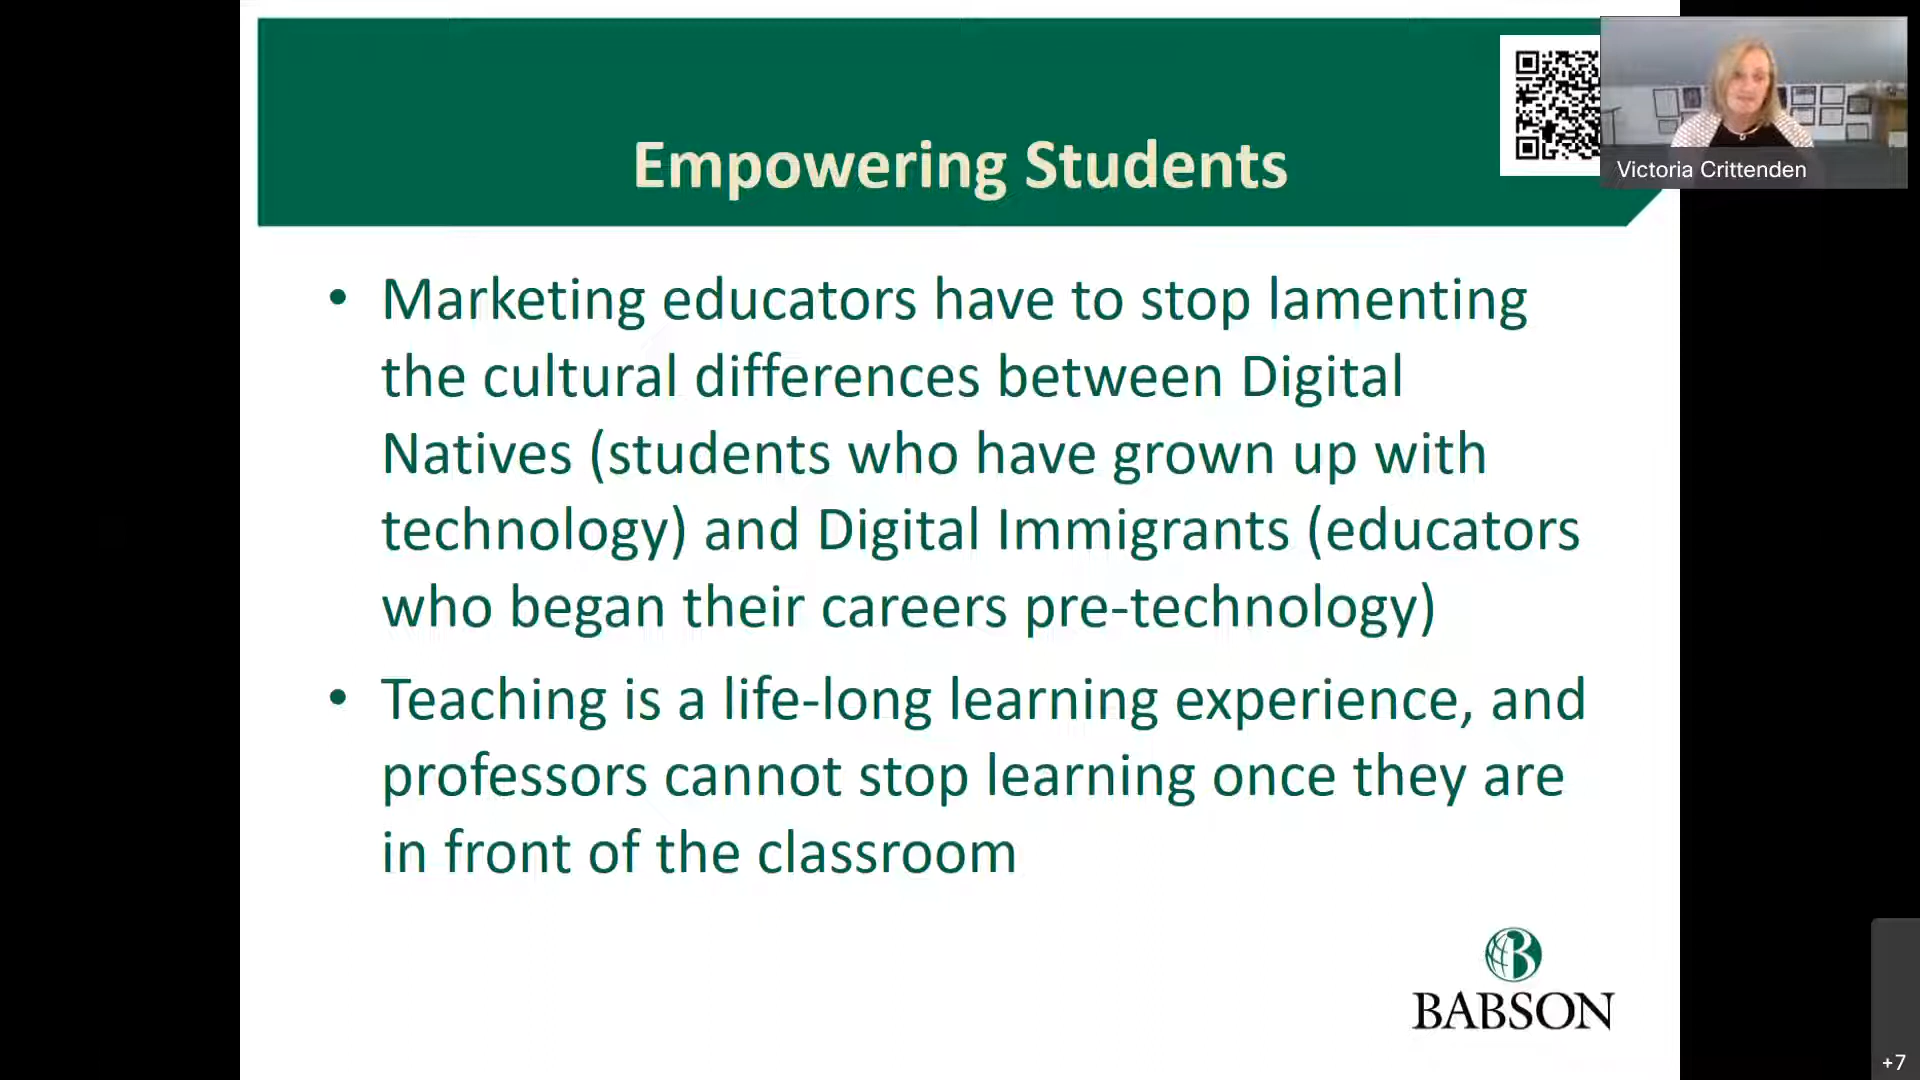 Empowering Students
Victoria Crittenden
• Marketing educators have to stop lamenting
the cultural differences between Digital
Natives (students who have grown up with
technology) and Digital Immigrants (educators
who began their careers pre-technology)
• Teaching is a life-long learning experience, and
professors cannot stop learning once they are
in front of the classroom
B
BABSON
+7